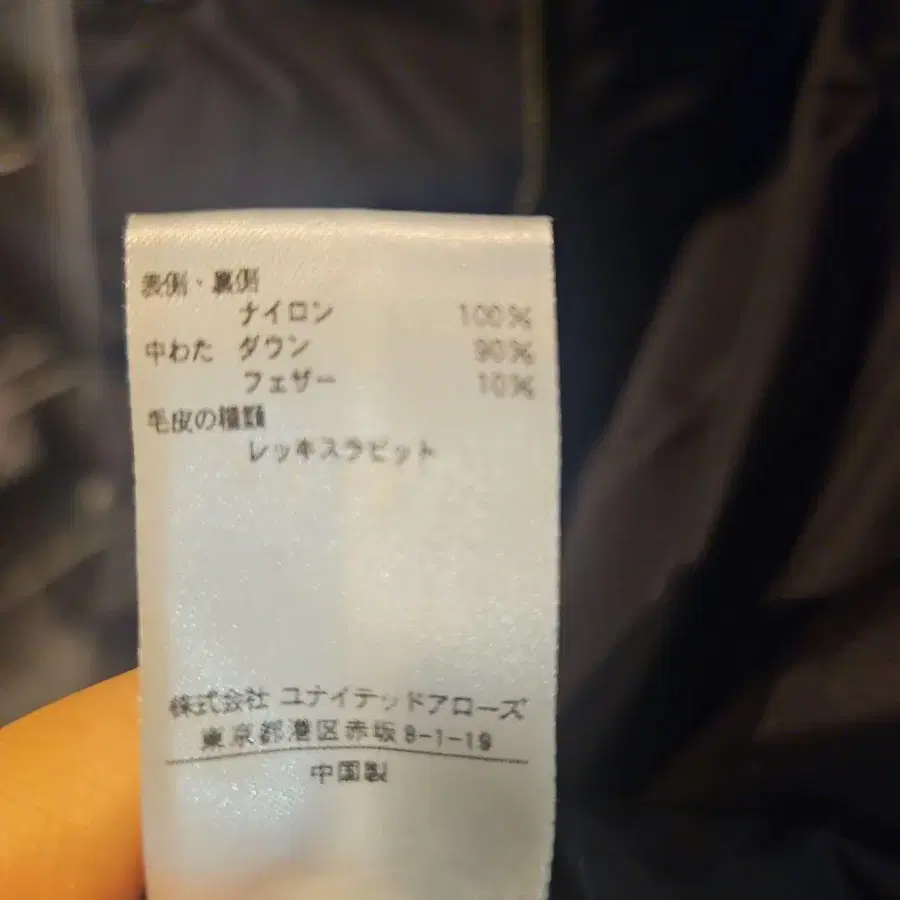 表側・裏側
ナイロン 100%
中わた ダウン 90%
フェザー 10%
毛皮の種類
レッキスラビット
株式会社 ユナイテッドアローズ
東京都港区赤坂8-1-19
中国製